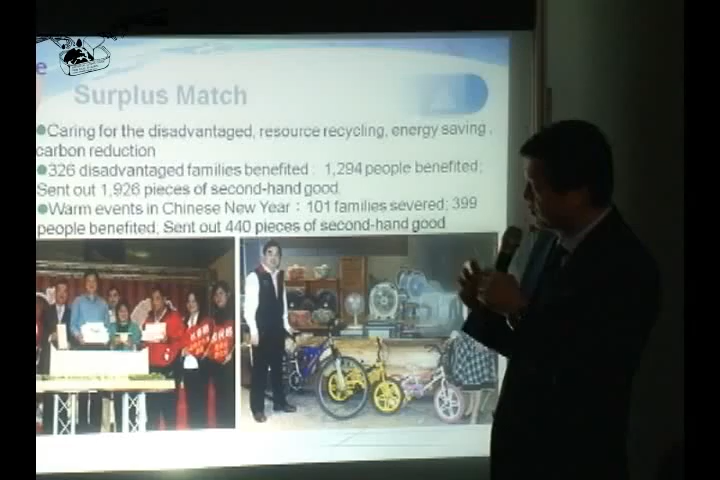 e
Surplus Match
●Caring for the disadvantaged, resource recycling, energy saving ,
carbon reduction
●326 disadvantaged families benefited : 1,294 people benefited;
Sent out 1,926 pieces of second-hand good
●Warm events in Chinese New Year：101 families severed; 399
people benefited, Sent out 440 pieces of second-hand good